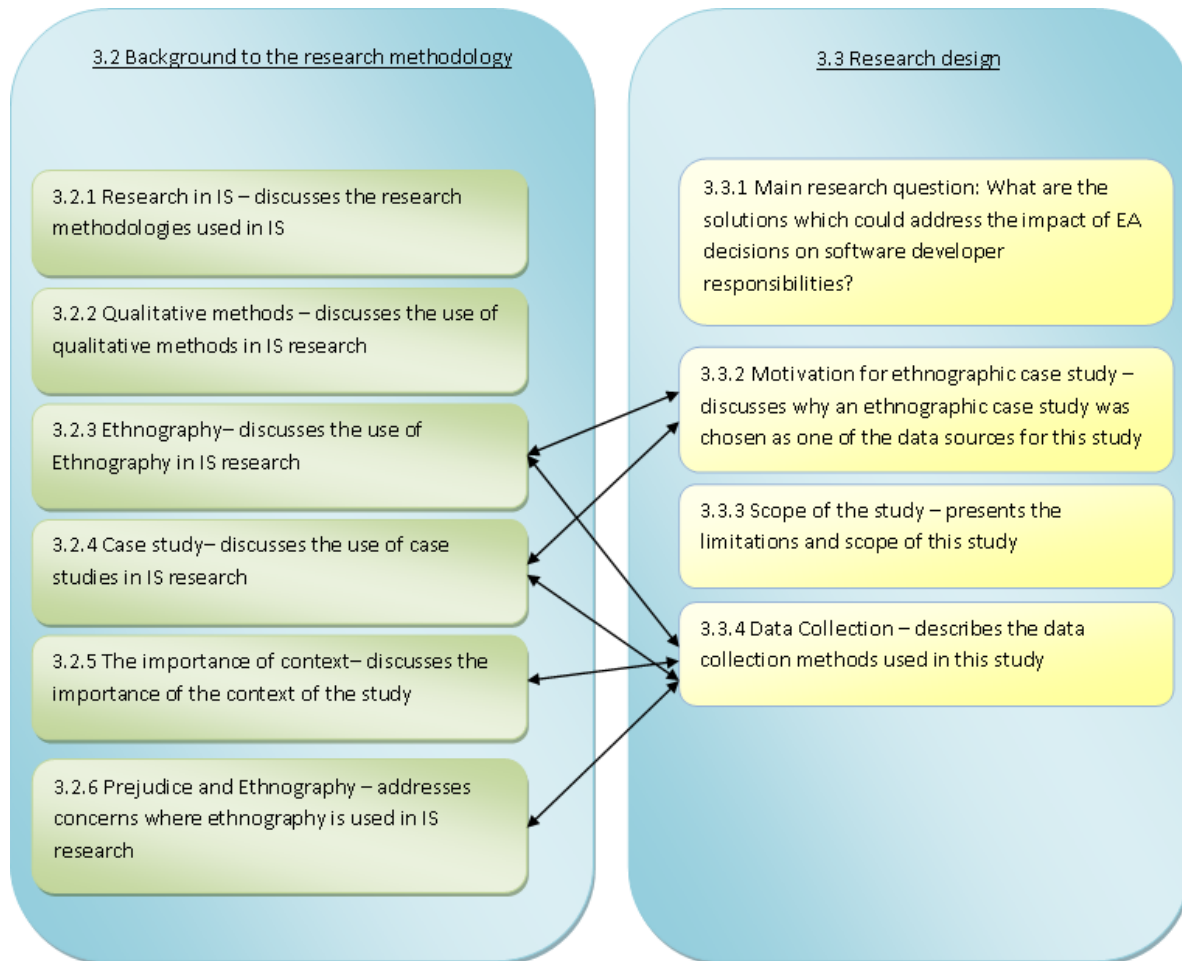 3.2 Background to the research methodology
3.2.1 Research in IS – discusses the research
methodologies used in IS
3.2.2 Qualitative methods – discusses the use of
qualitative methods in IS research
3.2.3 Ethnography– discusses the use of
Ethnography in IS research
3.2.4 Case study– discusses the use of case
studies in IS research
3.2.5 The importance of context– discusses the
importance of the context of the study
3.2.6 Prejudice and Ethnography – addresses
concerns where ethnography is used in IS
research
3.3 Research design
3.3.1 Main research question: What are the
solutions which could address the impact of EA
decisions on software developer
responsibilities?
3.3.2 Motivation for ethnographic case study –
discusses why an ethnographic case study was
chosen as one of the data sources for this study
3.3.3 Scope of the study – presents the
limitations and scope of this study
3.3.4 Data Collection – describes the data
collection methods used in this study